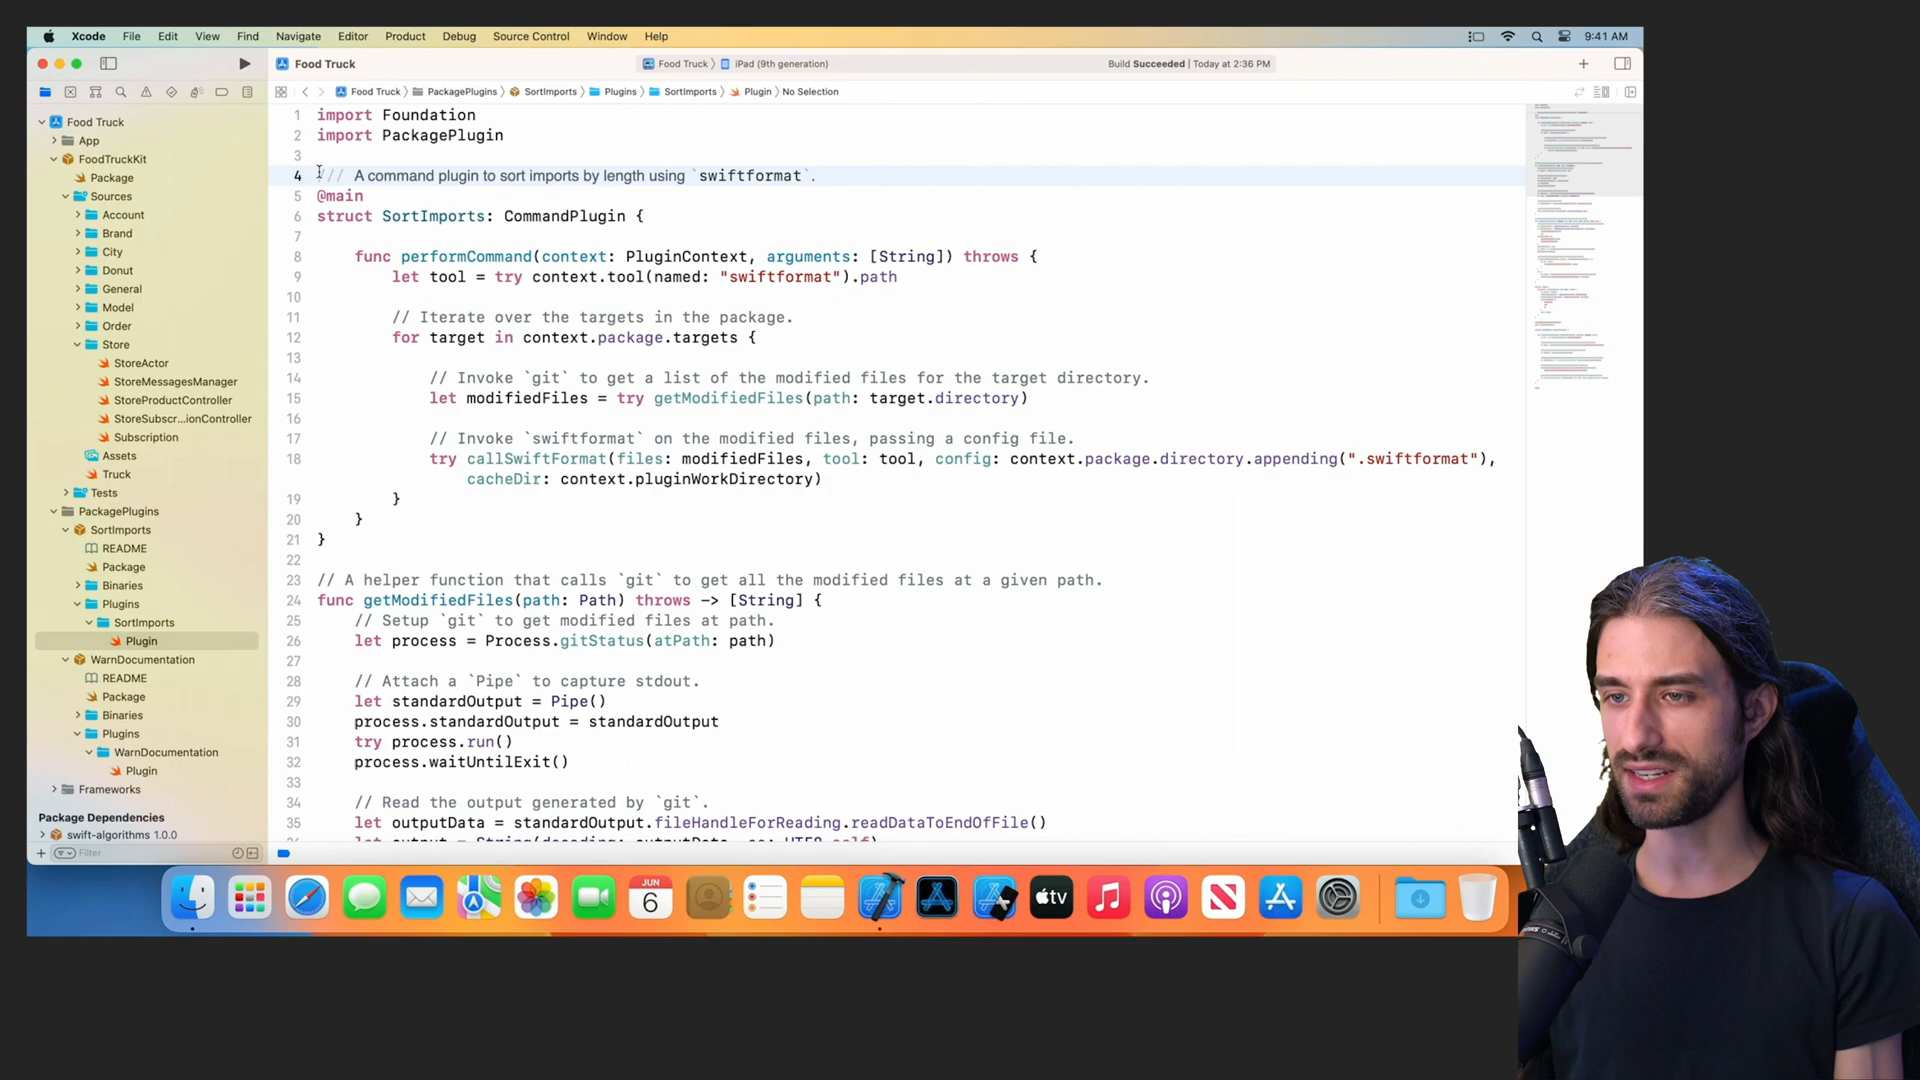 Xcode File Edit View Find Navigate Editor Product Debug Source Control Window Help 9:41 AM
Food Truck Food Truck iPad (9th generation) Build Succeeded | Today at 2:36 PM
Food Truck PackagePlugins SortImports Plugins SortImports Plugin No Selection
Food Truck
App
FoodTruckKit
Package
Sources
Account
Brand
City
Donut
General
Model
Order
Store
StoreActor
StoreMessagesManager
StoreProductController
StoreSubscr...ionController
Subscription
Assets
Truck
Tests
PackagePlugins
SortImports
README
Package
Binaries
Plugins
SortImports
Plugin
WarnDocumentation
README
Package
Binaries
Plugins
WarnDocumentation
Plugin
Frameworks
Package Dependencies
swift-algorithms 1.0.0
Filter
1 import Foundation
2 import PackagePlugin
3
4 /// A command plugin to sort imports by length using `swiftformat`.
5 @main
6 struct SortImports: CommandPlugin {
7
8 func performCommand(context: PluginContext, arguments: [String]) throws {
9 let tool = try context.tool(named: "swiftformat").path
10
11 // Iterate over the targets in the package.
12 for target in context.package.targets {
13
14 // Invoke `git` to get a list of the modified files for the target directory.
15 let modifiedFiles = try getModifiedFiles(path: target.directory)
16
17 // Invoke `swiftformat` on the modified files, passing a config file.
18 try callSwiftFormat(files: modifiedFiles, tool: tool, config: context.package.directory.appending(".swiftformat"),
cacheDir: context.pluginWorkDirectory)
19 }
20 }
21 }
22
23 // A helper function that calls `git` to get all the modified files at a given path.
24 func getModifiedFiles(path: Path) throws -> [String] {
25 // Setup `git` to get modified files at path.
26 let process = Process.gitStatus(atPath: path)
27
28 // Attach a `Pipe` to capture stdout.
29 let standardOutput = Pipe()
30 process.standardOutput = standardOutput
31 try process.run()
32 process.waitUntilExit()
33
34 // Read the output generated by `git`.
35 let outputData = standardOutput.fileHandleForReading.readDataToEndOfFile()
let output = String(decoding: outputData, as: UTF8.self)
JUN
6
tv